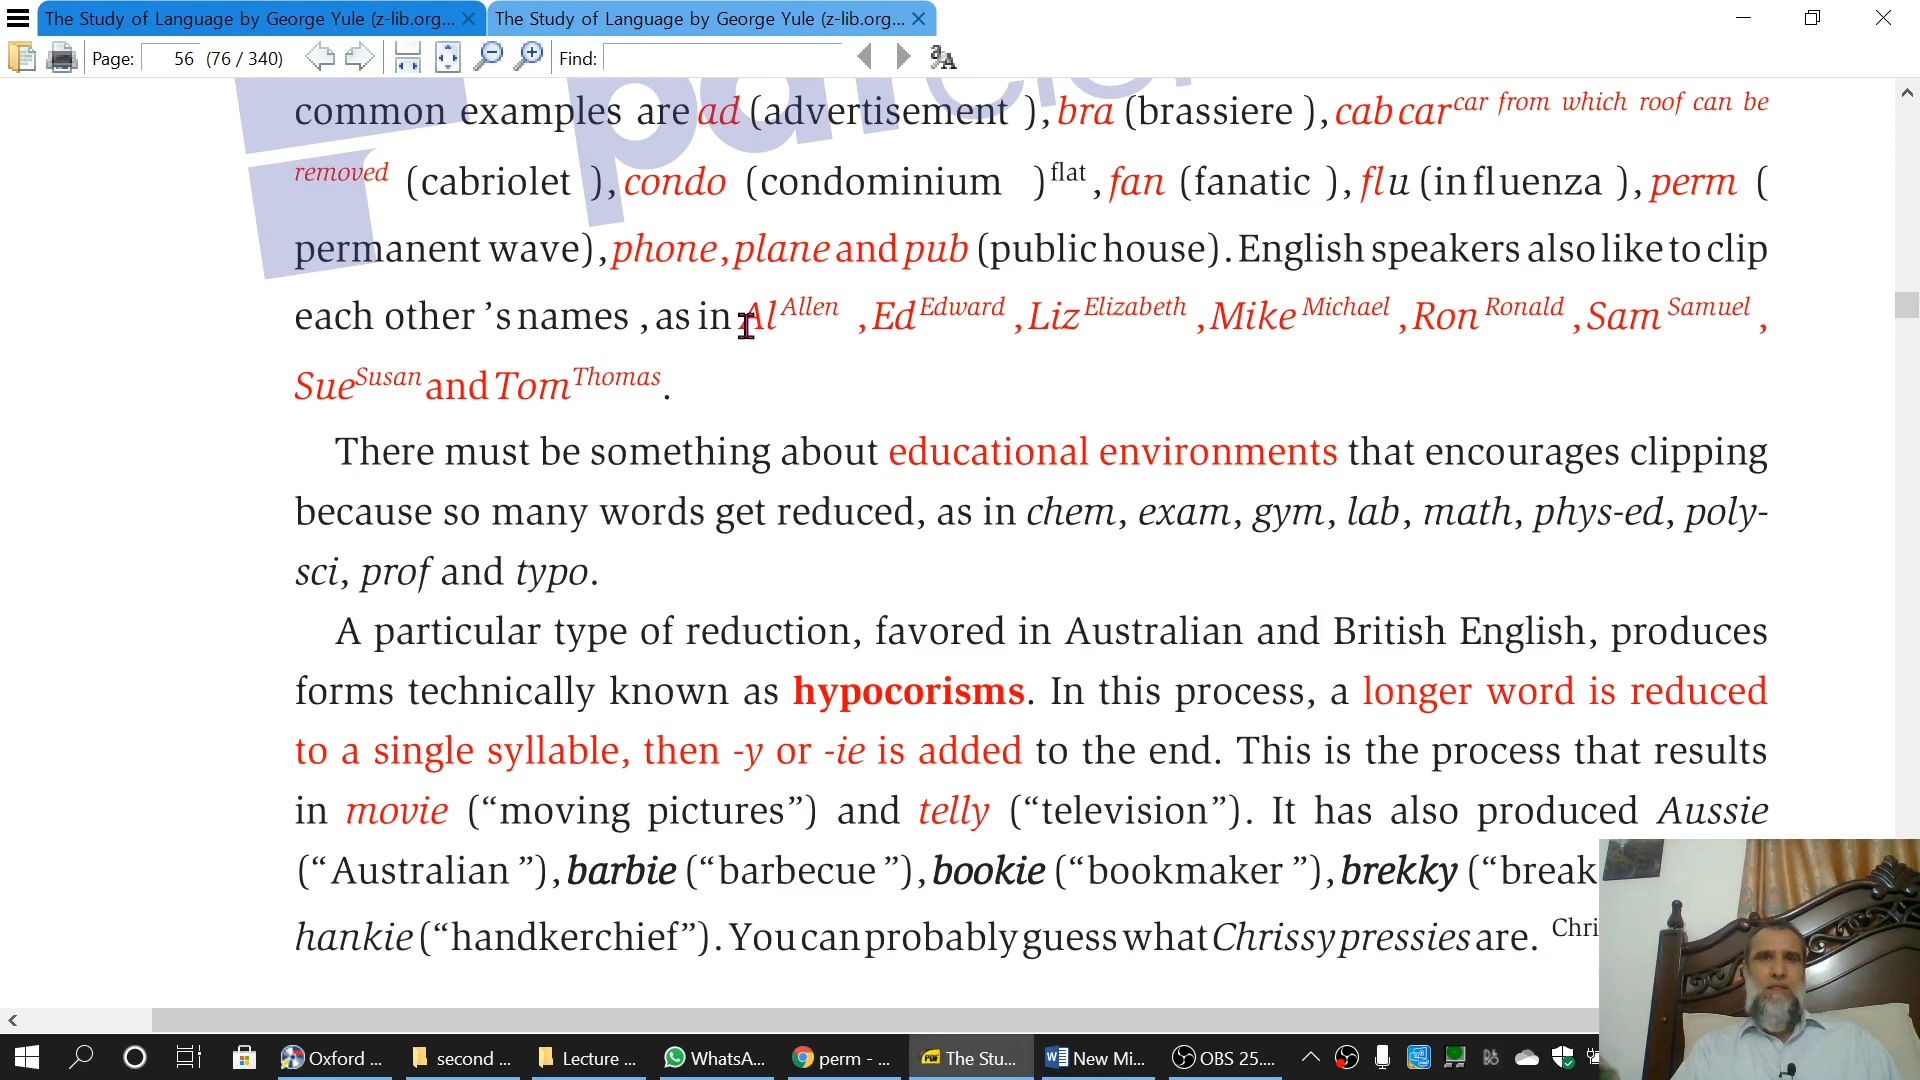 The Study of Language by George Yule (z-lib.org... The Study of Language by George Yule (z-lib.org...
Page: 56 (76 / 340) Find:
common examples are ad (advertisement ), bra (brassiere ), cab car car from which roof can be
removed (cabriolet ), condo (condominium )flat, fan (fanatic ), flu (influenza ), perm (
permanent wave), phone, plane and pub (public house). English speakers also like to clip
each other 's names , as in Al Allen , Ed Edward , Liz Elizabeth , Mike Michael , Ron Ronald , Sam Samuel ,
Sue Susan and Tom Thomas .
There must be something about educational environments that encourages clipping
because so many words get reduced, as in chem, exam, gym, lab, math, phys-ed, poly-
sci, prof and typo.
A particular type of reduction, favored in Australian and British English, produces
forms technically known as hypocorisms. In this process, a longer word is reduced
to a single syllable, then -y or -ie is added to the end. This is the process that results
in movie (“moving pictures”) and telly (“television”). It has also produced Aussie
(“Australian ”), barbie (“barbecue ”), bookie (“bookmaker ”), brekky (“break
hankie (“handkerchief”). You can probably guess what Chrissy pressies are. Chri
Oxford ... second ... Lecture ... WhatsA... perm - ... The Stu... New Mi... OBS 25....